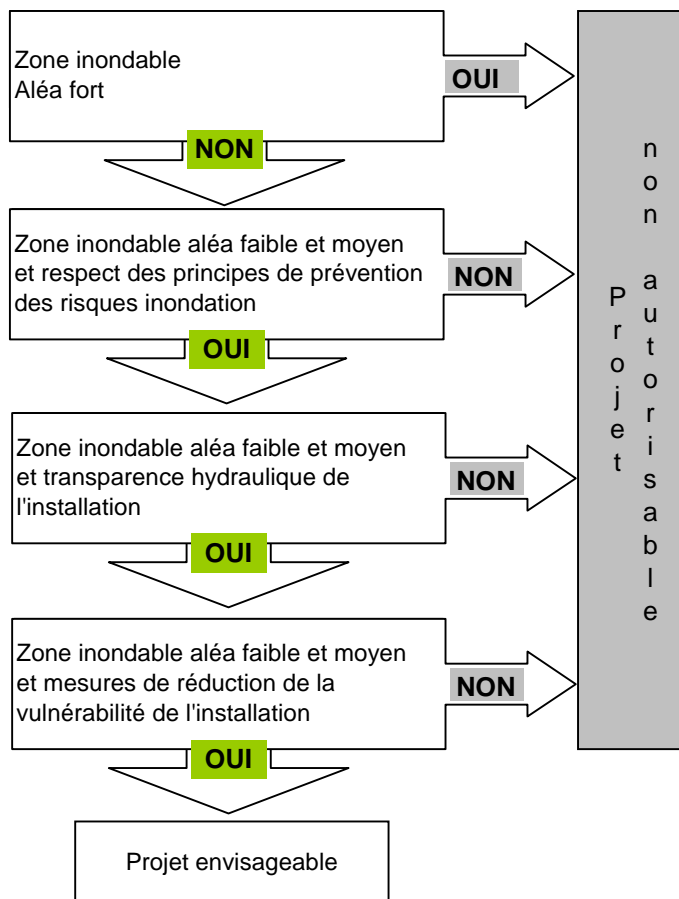 Zone inondable
Aléa fort
OUI
NON
Zone inondable aléa faible et moyen
et respect des principes de prévention
des risques inondation
NON
OUI
Zone inondable aléa faible et moyen
et transparence hydraulique de
l'installation
NON
OUI
Zone inondable aléa faible et moyen
et mesures de réduction de la
vulnérabilité de l'installation
NON
OUI
Projet envisageable
Projet
non autorisable